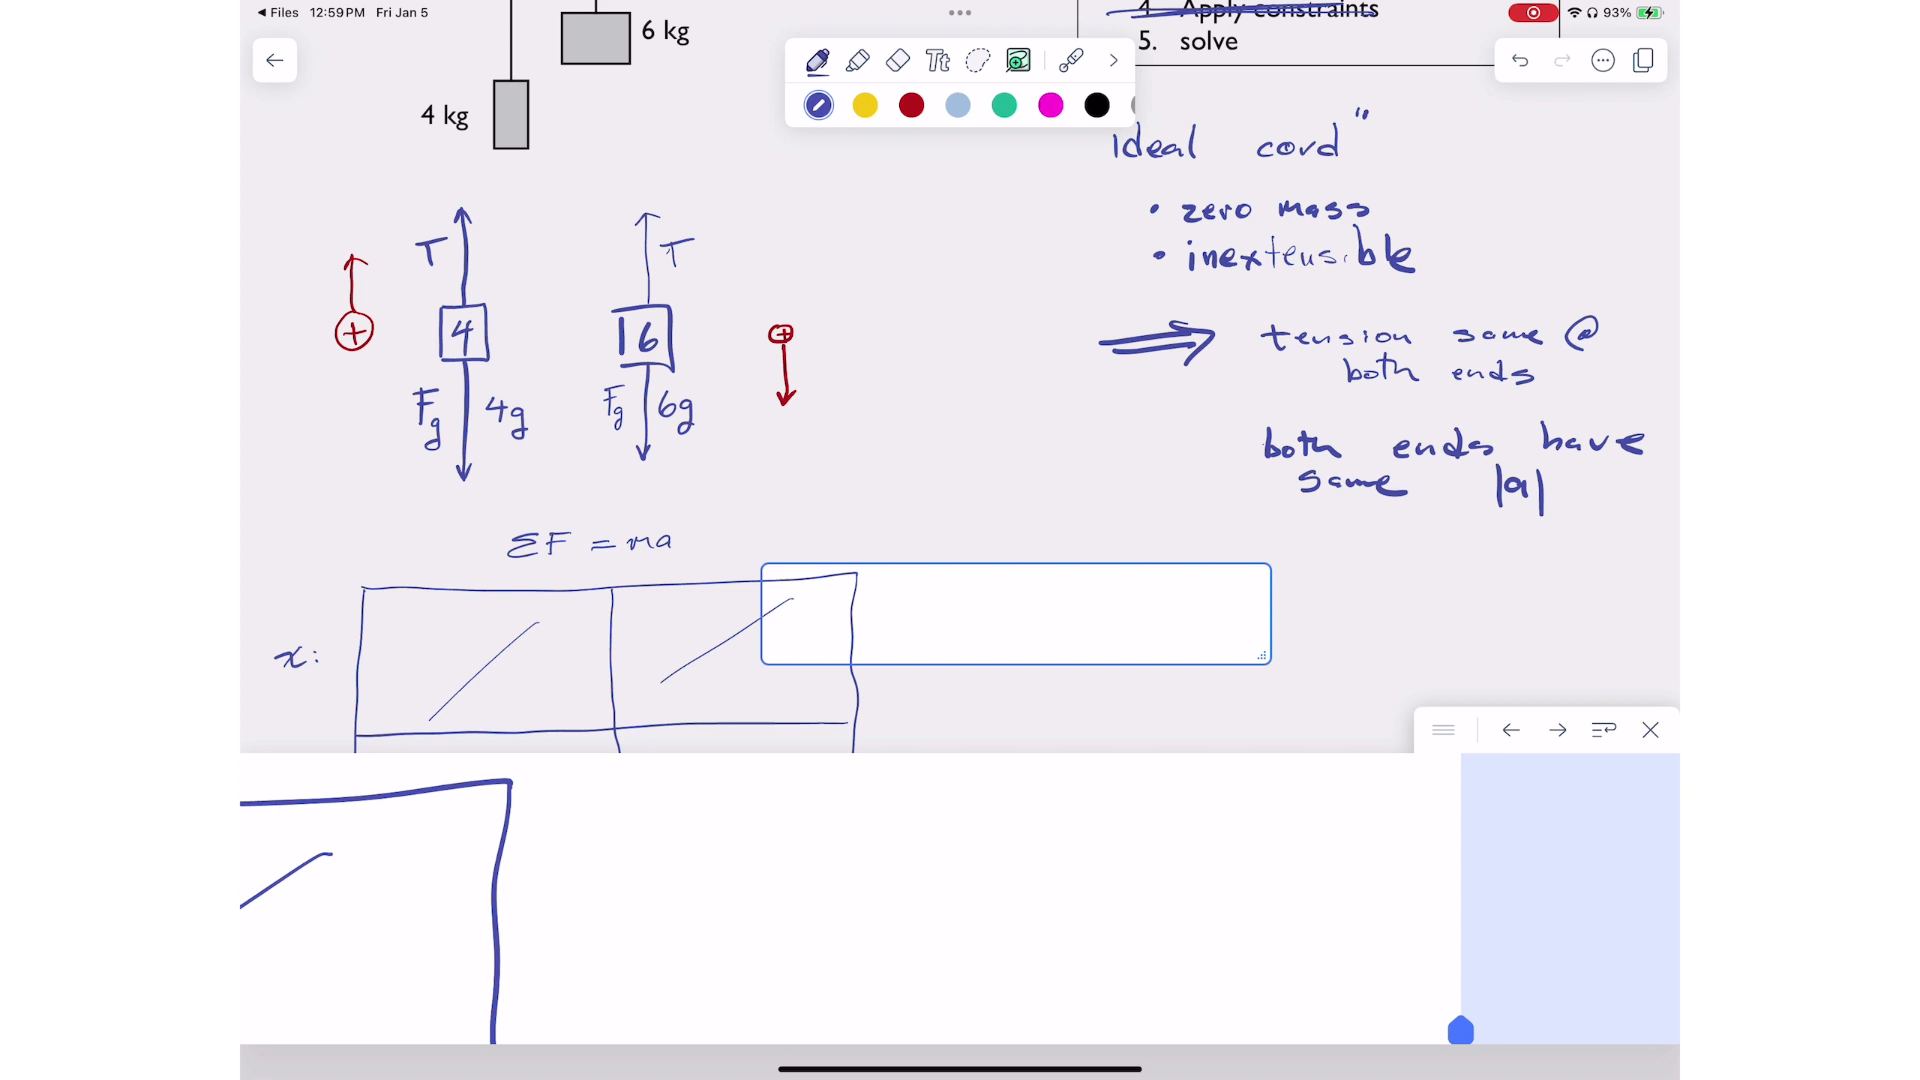 Files 12:59 PM Fri Jan 5
93%
4. Apply constraints
5. solve
6 kg
4 kg
Tt
ideal cord"
• zero mass
• inextensible
T T
+ 4 6 +
Fg 4g Fg 6g
tension same @
both ends
both ends have
same |a|
ΣF = ma
x: